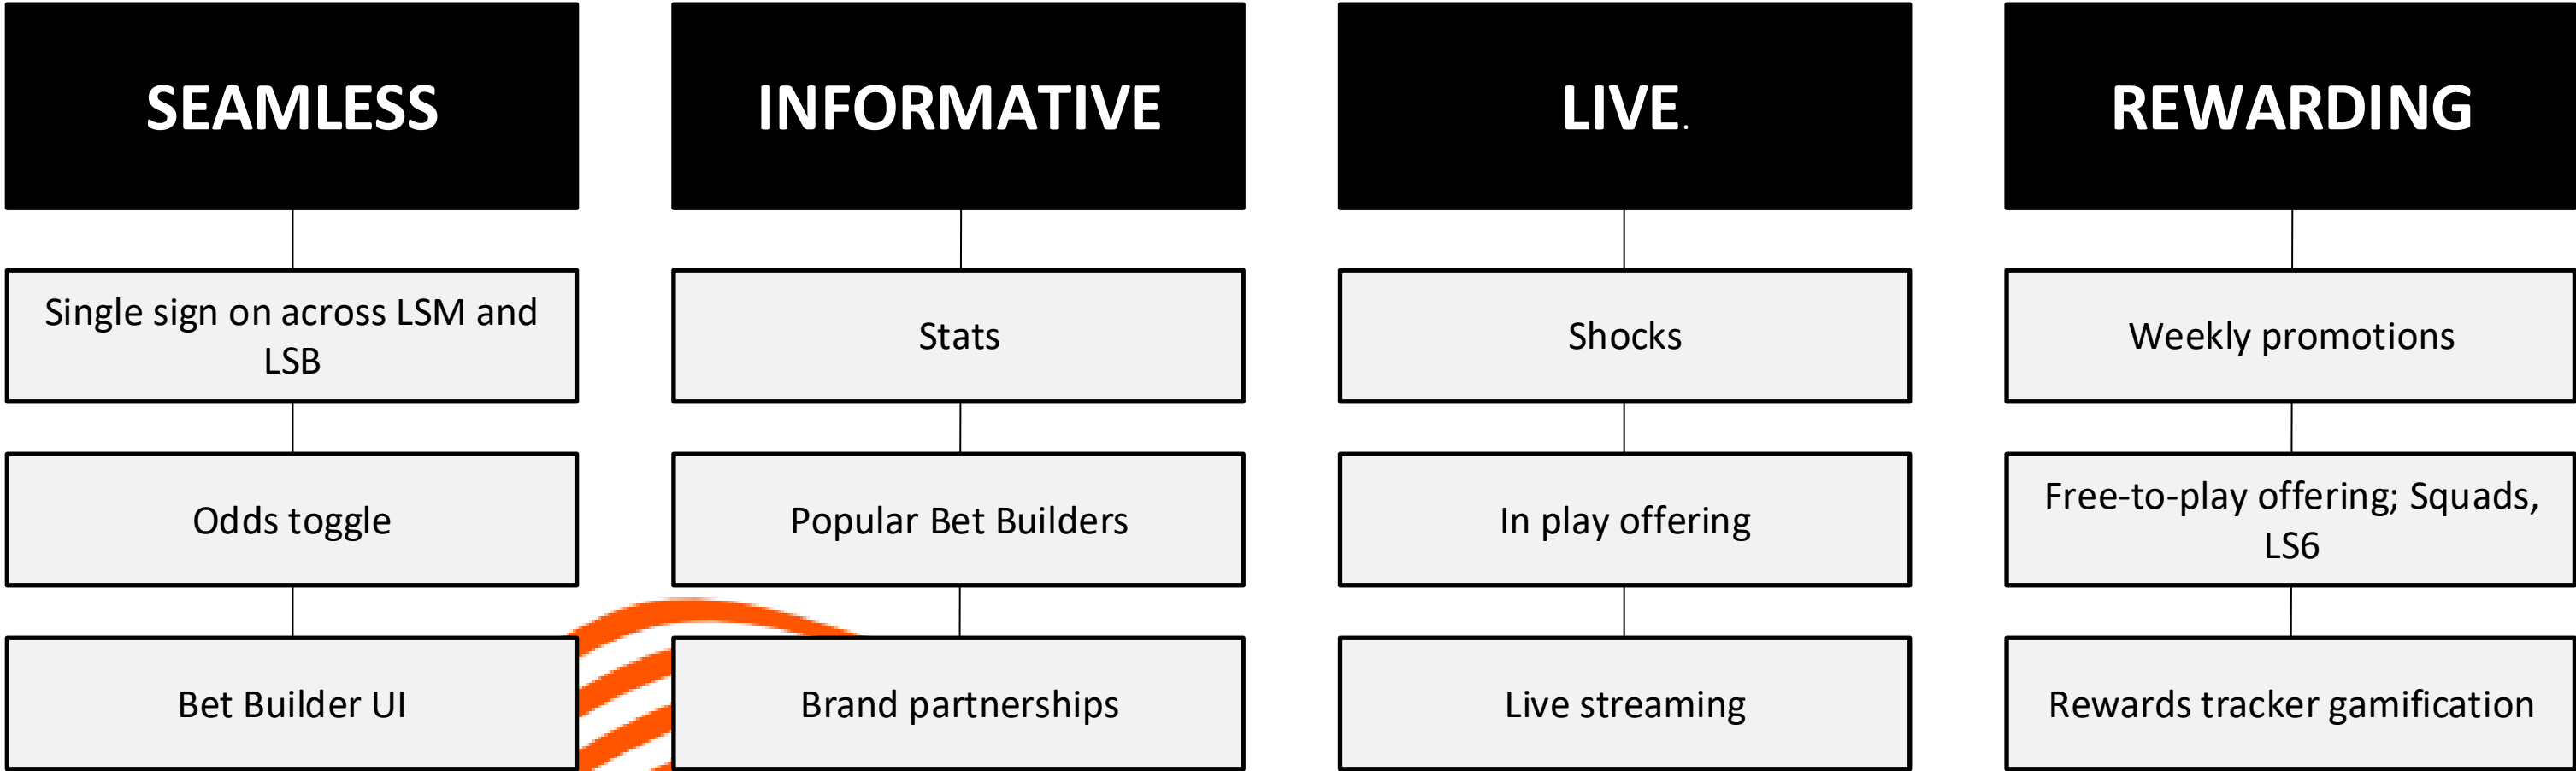 SEAMLESS
INFORMATIVE
LIVE.
REWARDING
Single sign on across LSM and
LSB
Stats
Shocks
Weekly promotions
Odds toggle
Popular Bet Builders
In play offering
Free-to-play offering; Squads,
LS6
Bet Builder UI
Brand partnerships
Live streaming
Rewards tracker gamification